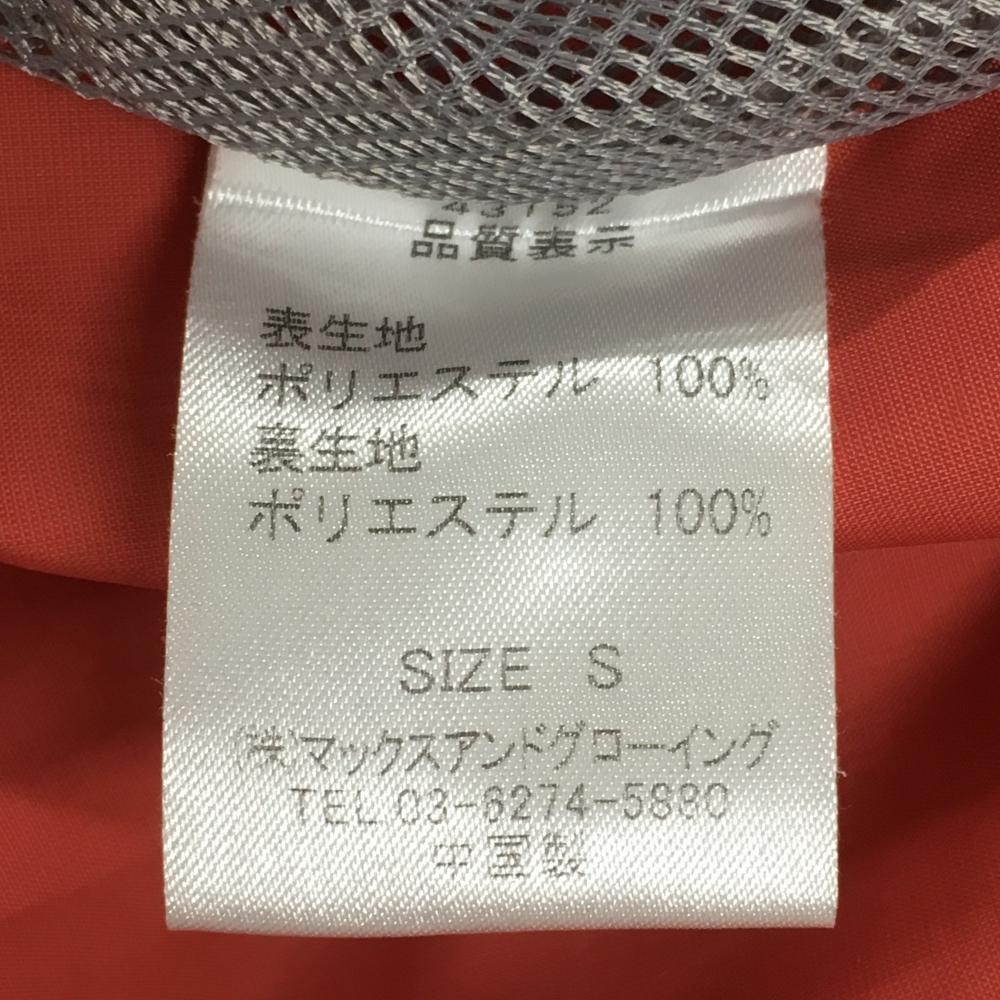 43152
品質表示
表生地
ポリエステル 100%
裏生地
ポリエステル 100%
SIZE S
(株)マックスアンドグローイング
TEL 03-6274-5880
中国製